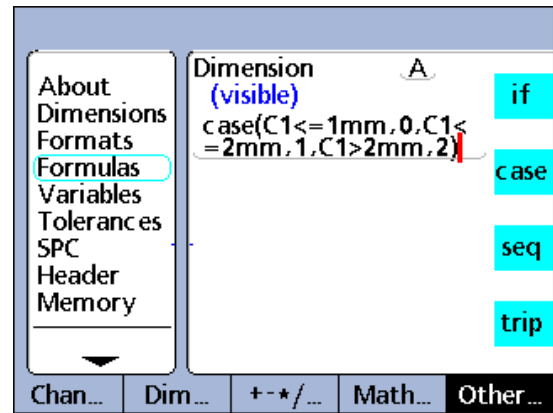 About
Dimensions
Formats
Formulas
Variables
Tolerances
SPC
Header
Memory
Dimension A
(visible)
case(C1<=1mm,0,C1<
=2mm,1,C1>2mm,2)
if
case
seq
trip
Chan... Dim... +-*/... Math... Other...